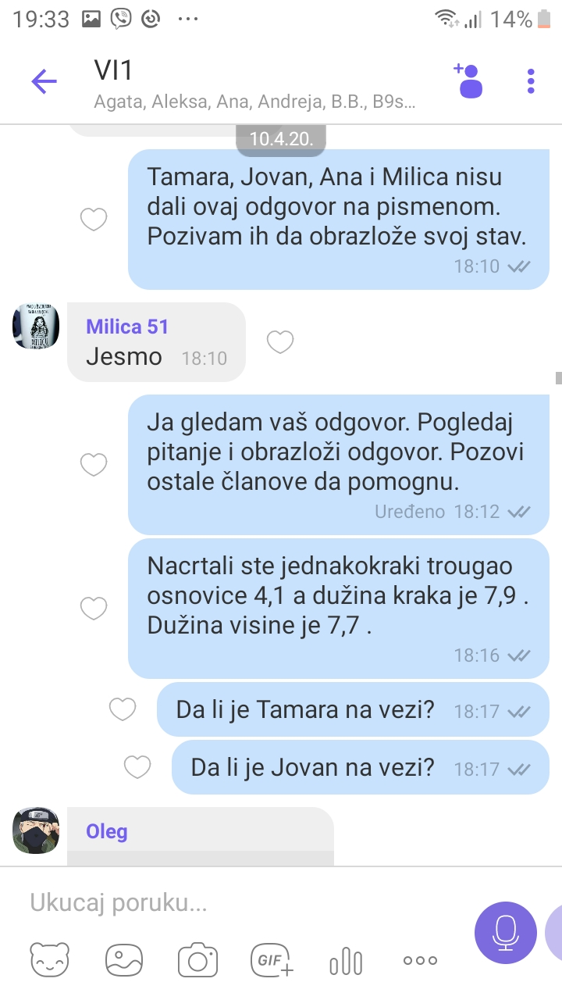 19:33
14%
VI1
Agata, Aleksa, Ana, Andreja, B.B., B9s...
10.4.20.
Tamara, Jovan, Ana i Milica nisu
dali ovaj odgovor na pismenom.
Pozivam ih da obrazlože svoj stav.
18:10
Milica 51
Jesmo 18:10
Ja gledam vaš odgovor. Pogledaj
pitanje i obrazloži odgovor. Pozovi
ostale članove da pomognu.
Uređeno 18:12
Nacrtali ste jednakokraki trougao
osnovice 4,1 a dužina kraka je 7,9 .
Dužina visine je 7,7 .
18:16
Da li je Tamara na vezi? 18:17
Da li je Jovan na vezi? 18:17
Oleg
Ukucaj poruku...
GIF